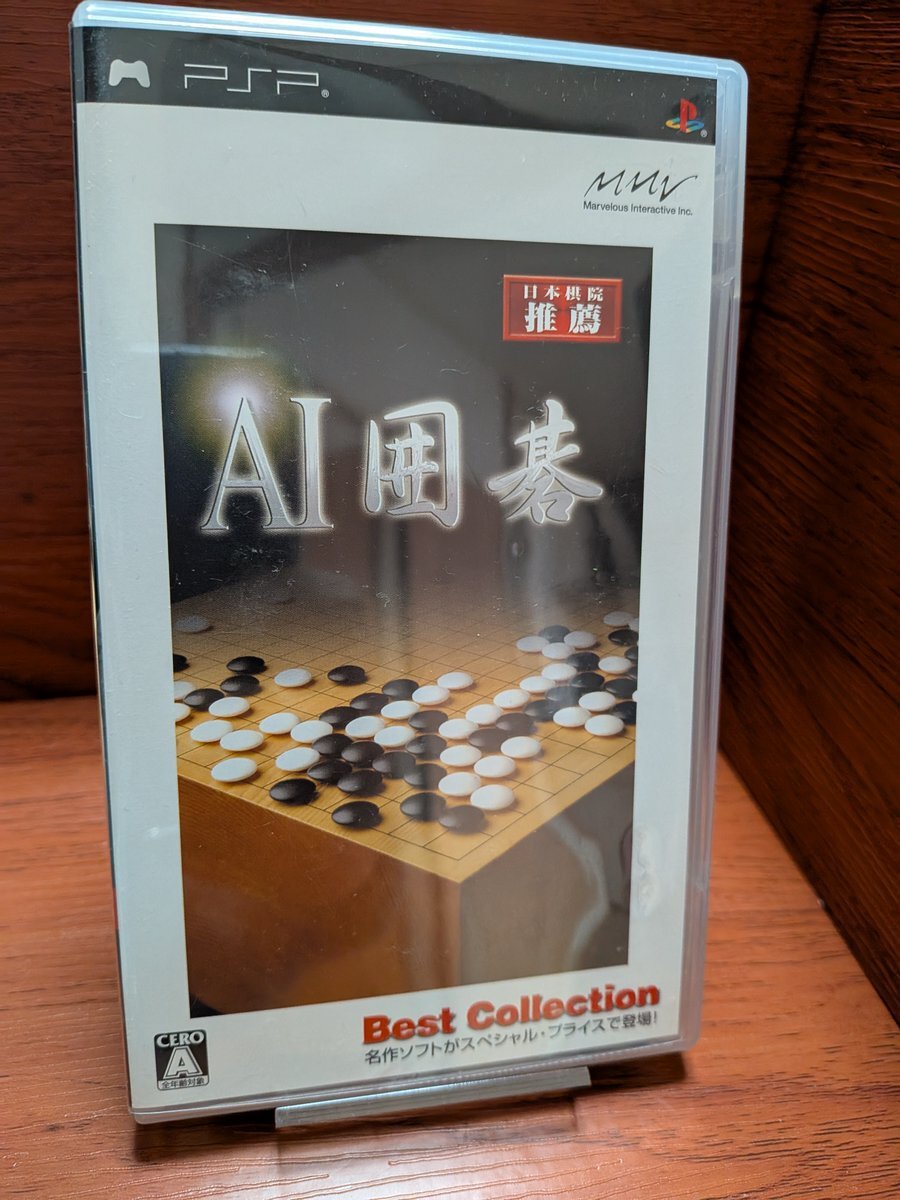 PSP®
MMV
Marvelous Interactive Inc.
日本棋院
推薦
AI囲碁
Best Collection
名作ソフトがスペシャル・プライスで登場!
CERO
A
全年齢対象